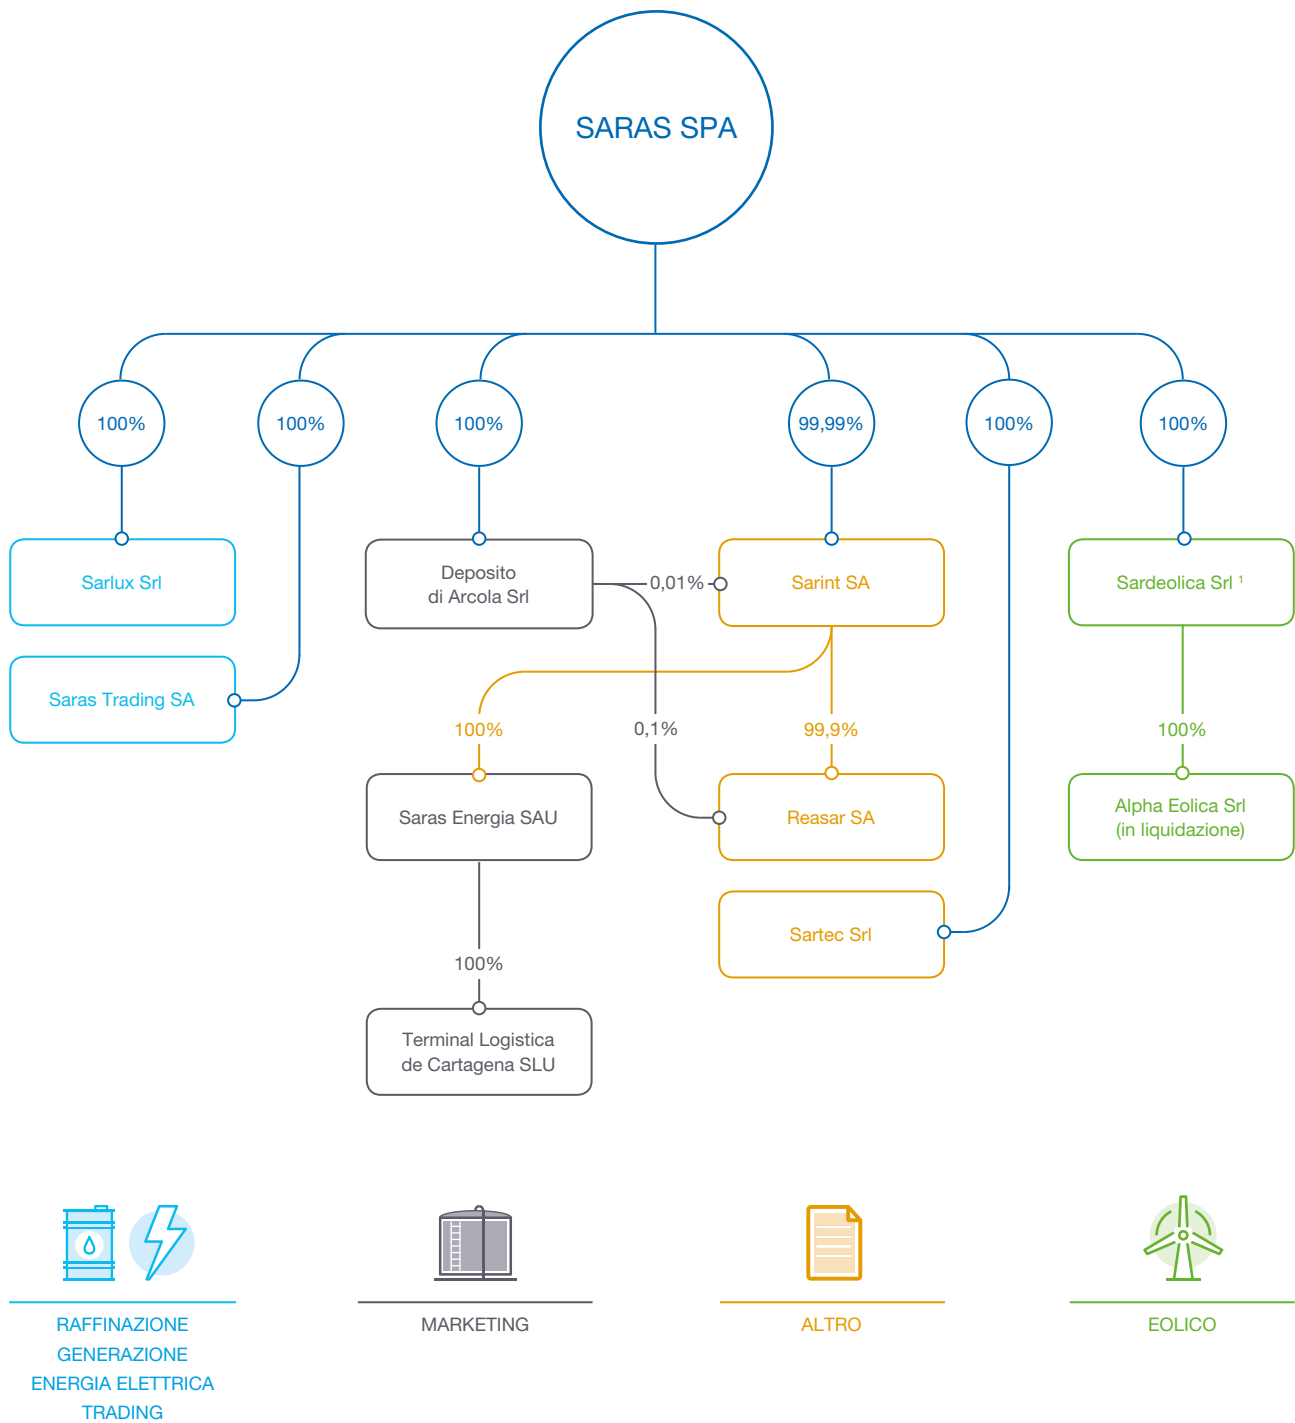 SARAS SPA
100%
100%
100%
99,99%
100%
100%
Sarlux Srl
Deposito
di Arcola Srl
0,01%
Sarint SA
Sardeolica Srl ¹
Saras Trading SA
100%
0,1%
99,9%
100%
Saras Energia SAU
Reasar SA
Alpha Eolica Srl
(in liquidazione)
Sartec Srl
100%
Terminal Logistica
de Cartagena SLU
RAFFINAZIONE
GENERAZIONE
ENERGIA ELETTRICA
TRADING
MARKETING
ALTRO
EOLICO